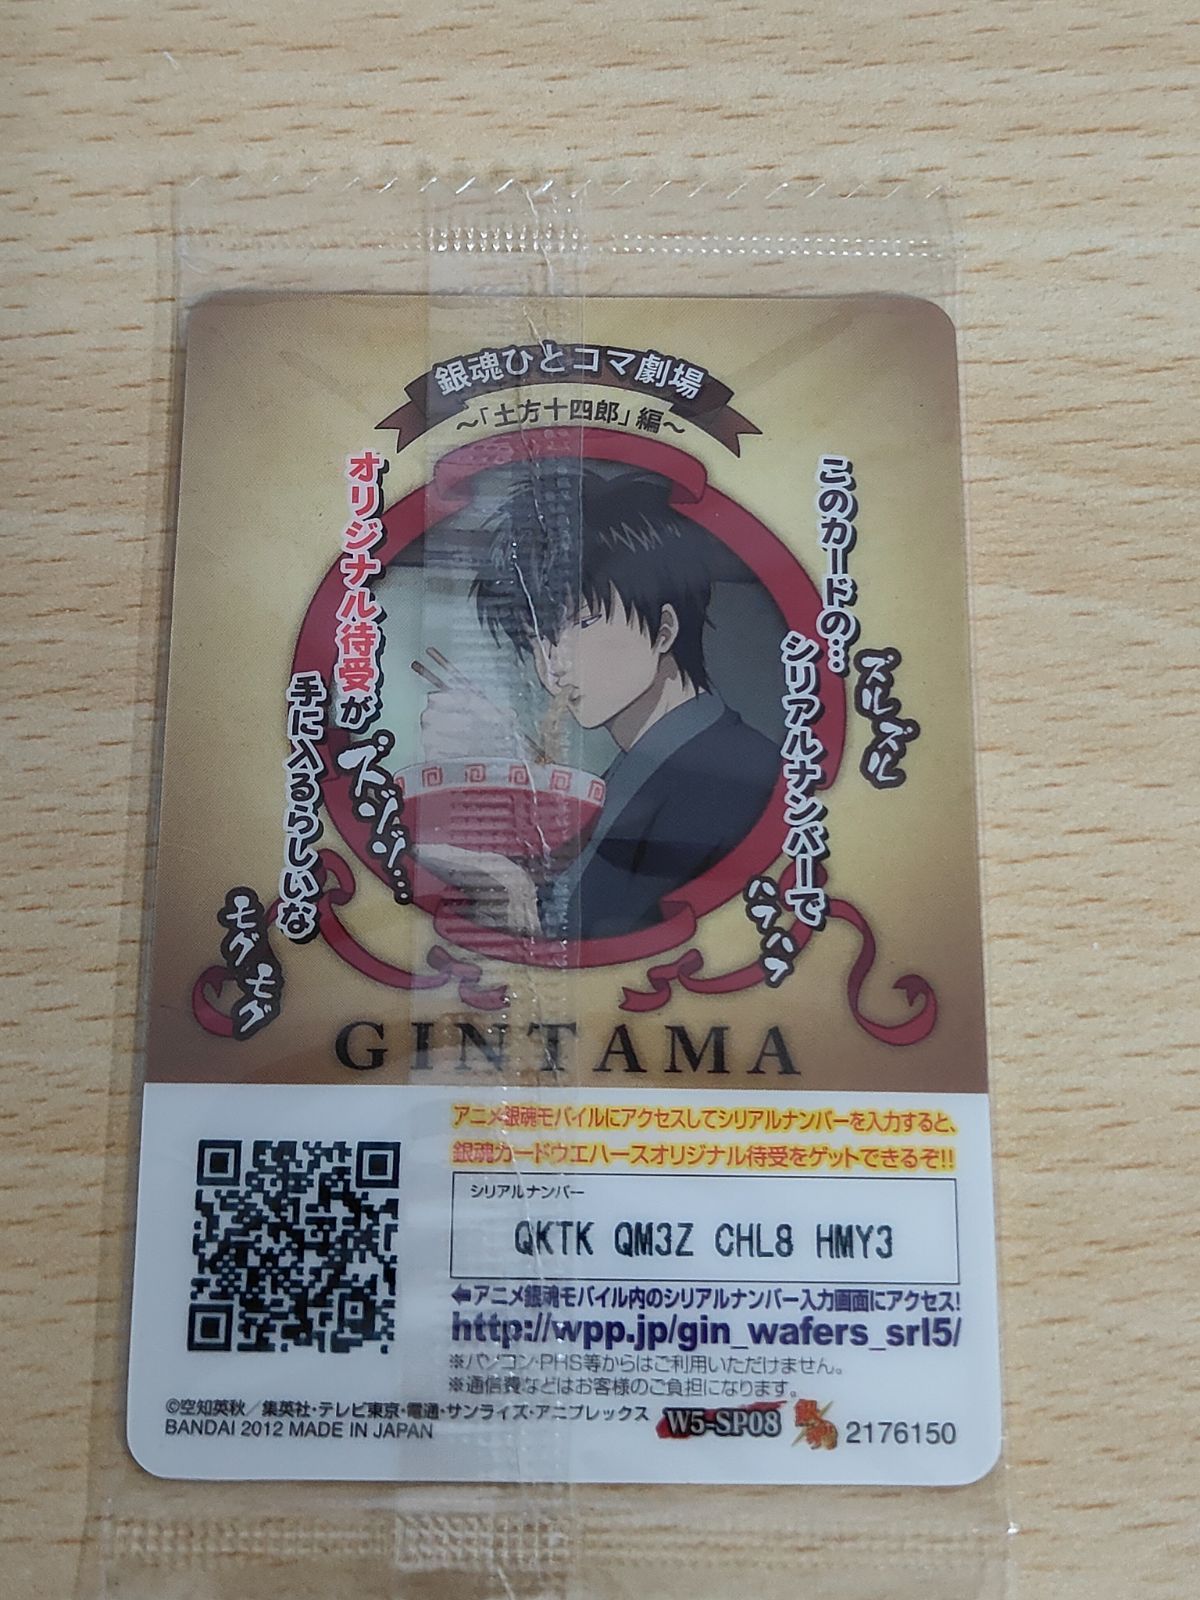 銀魂ひとコマ劇場
〜「土方十四郎」編〜
このカードの…
シリアルナンバーで
ズルズル
ハフハフ
オリジナル待受が
手に入るらしいな
ズゾゾ…
モグモグ
GINTAMA
アニメ銀魂モバイルにアクセスしてシリアルナンバーを入力すると、
銀魂カードウエハースオリジナル待受をゲットできるぞ!!
シリアルナンバー
QKTK QM3Z CHL8 HMY3
⬅アニメ銀魂モバイル内のシリアルナンバー入力画面にアクセス!
http://wpp.jp/gin_wafers_srl5/
※パソコン・PHS等からはご利用いただけません。
※通信費などはお客様のご負担になります。
©空知英秋/集英社・テレビ東京・電通・サンライズ・アニプレックス
BANDAI 2012 MADE IN JAPAN
W5-SP08
銀魂
2176150